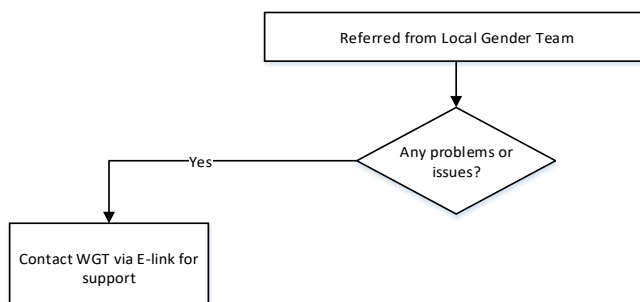 Referred from Local Gender Team
Any problems or
issues?
Yes
Contact WGT via E-link for
support